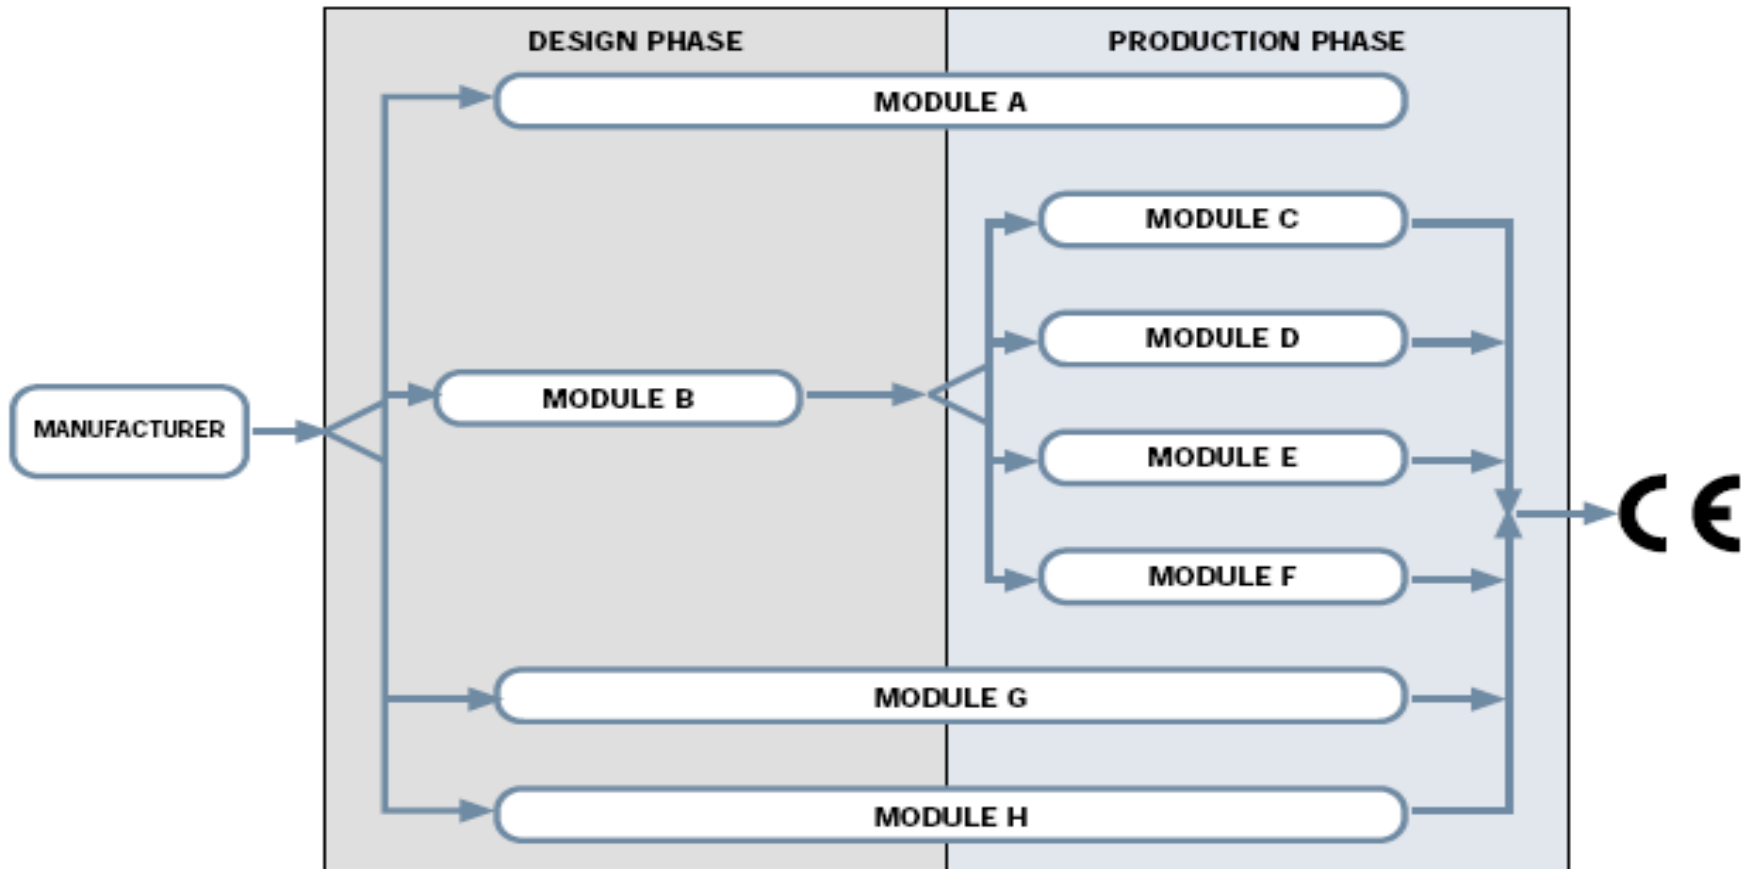 DESIGN PHASE
PRODUCTION PHASE
MODULE A
MODULE C
MODULE D
MODULE B
MANUFACTURER
MODULE E
CE
MODULE F
MODULE G
MODULE H